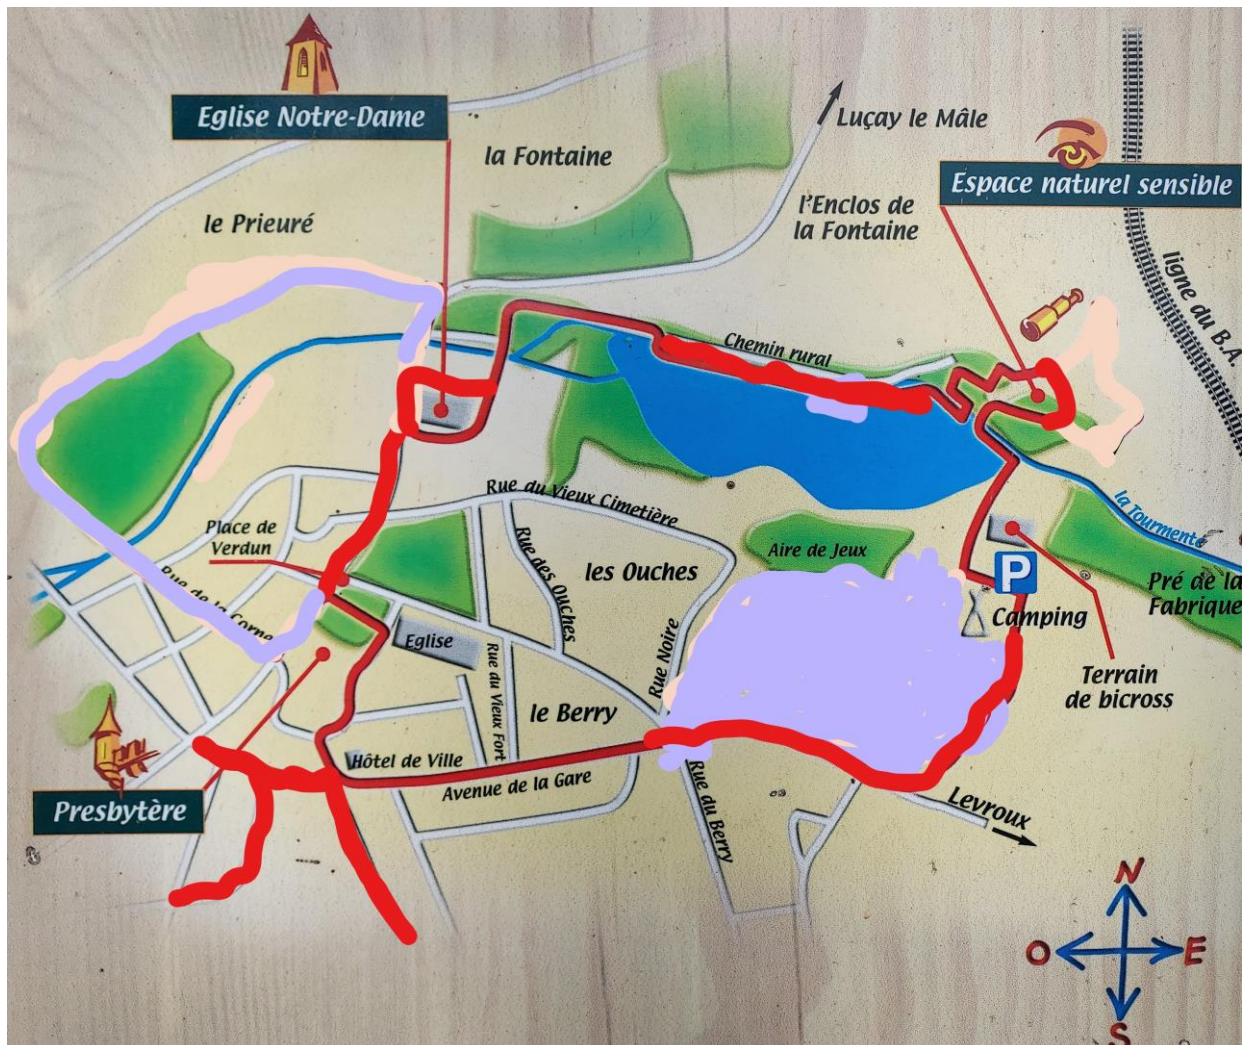 Eglise Notre-Dame
Luçay le Mâle
la Fontaine
Espace naturel sensible
l'Enclos de
la Fontaine
le Prieuré
ligne du B.A.
Chemin rural
Rue du Vieux Cimetière
Place de
Verdun
la Tourmente
Aire de Jeux
les Ouches
Rue des Ouches
P
Pré de la
Fabrique
Camping
Rue de la Corne
Eglise
Rue Noire
Rue du Vieux Fort
Terrain
de bicross
le Berry
Hôtel de Ville
Avenue de la Gare
Rue du Berry
Levroux
Presbytère
N
O
E
S